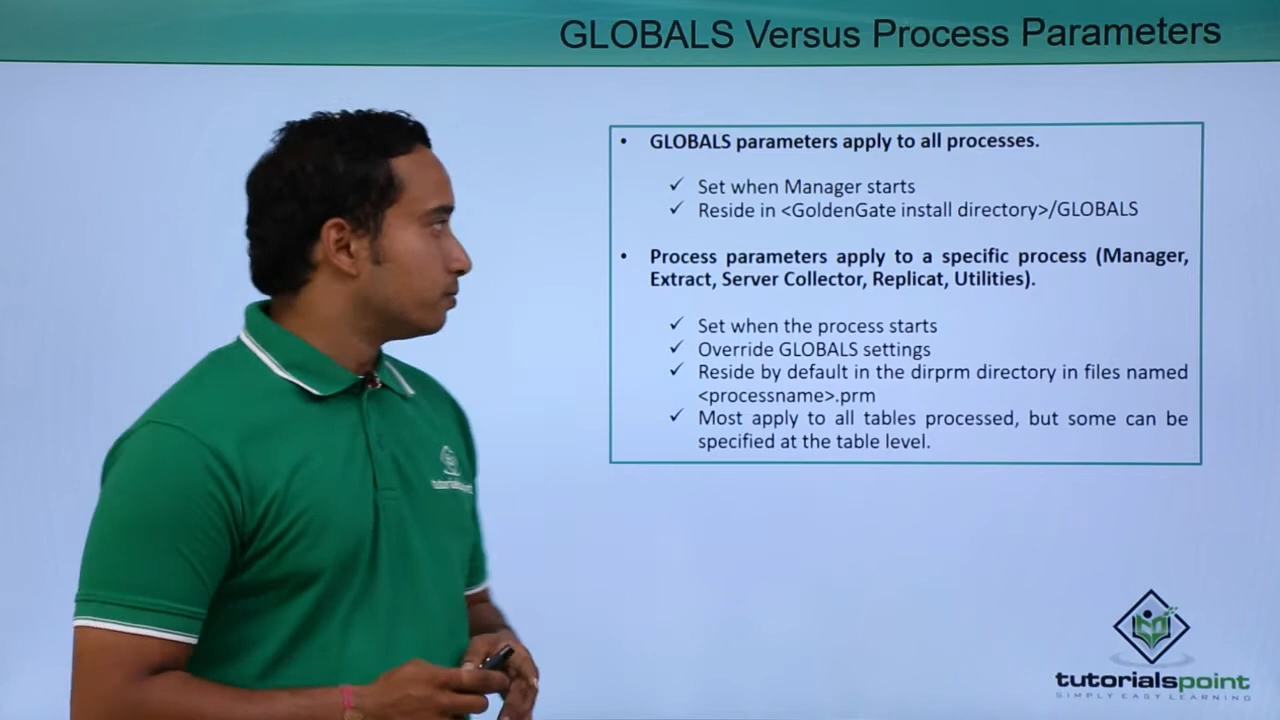 GLOBALS Versus Process Parameters
• GLOBALS parameters apply to all processes.
✓ Set when Manager starts
✓ Reside in <GoldenGate install directory>/GLOBALS
• Process parameters apply to a specific process (Manager,
Extract, Server Collector, Replicat, Utilities).
✓ Set when the process starts
✓ Override GLOBALS settings
✓ Reside by default in the dirprm directory in files named
<processname>.prm
✓ Most apply to all tables processed, but some can be
specified at the table level.
tutorialspoint
tutorialspoint
SIMPLY EASY LEARNING